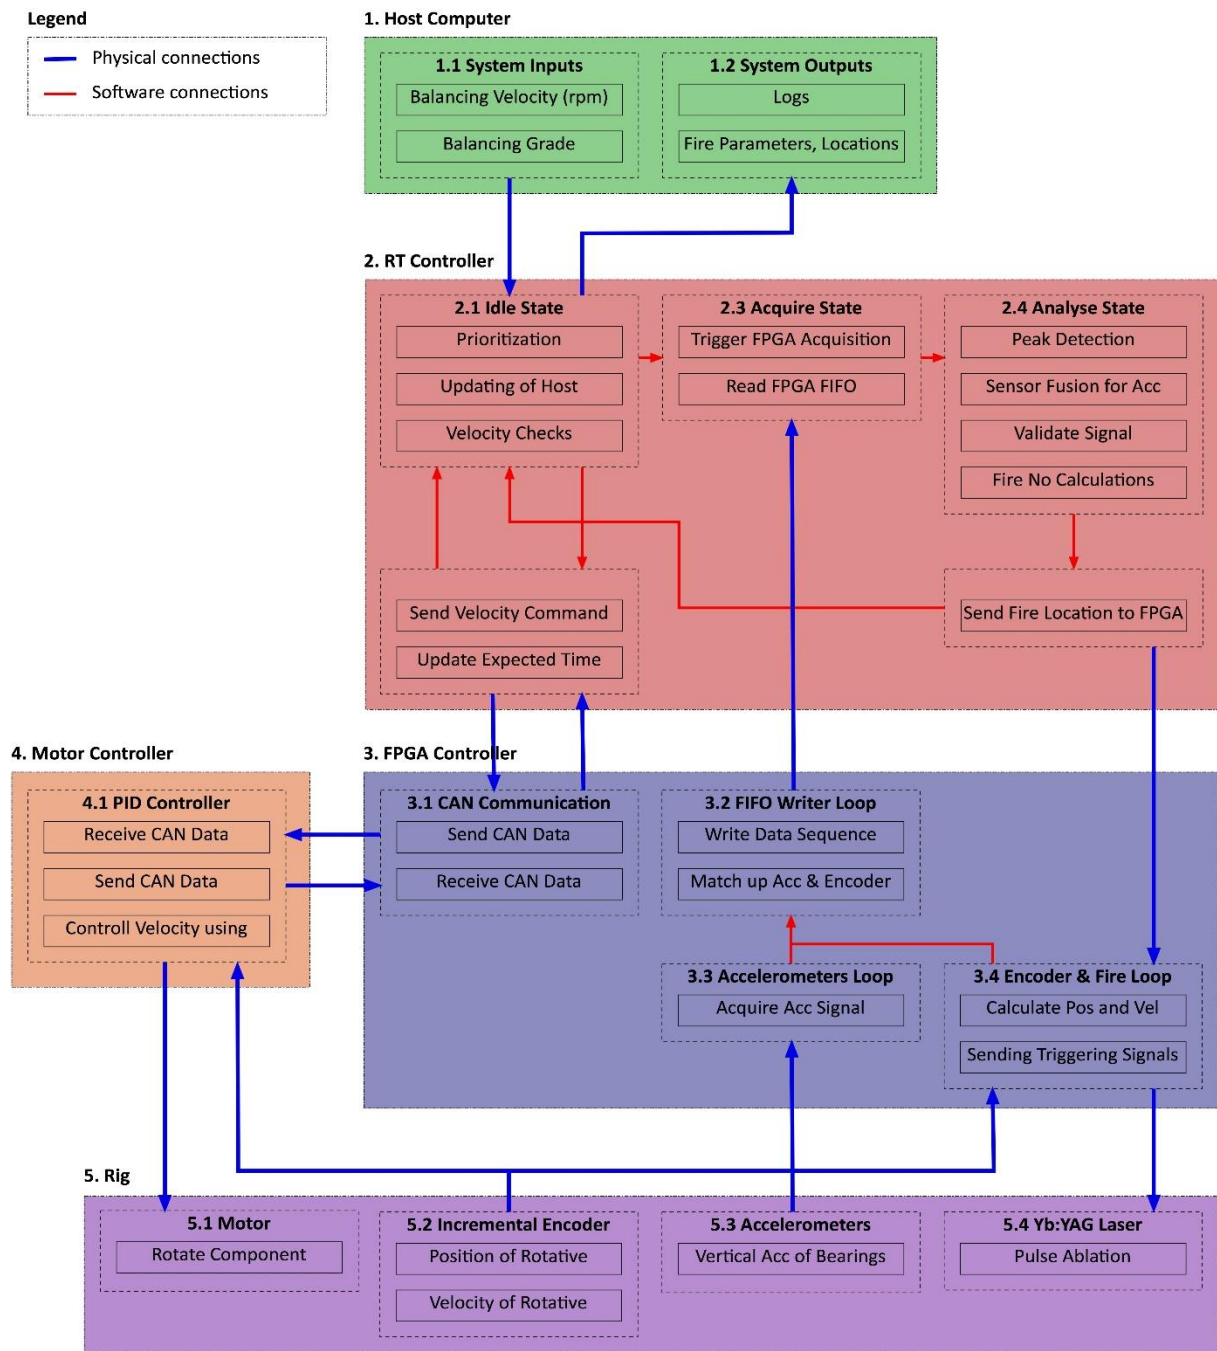 Legend
Physical connections
Software connections
1. Host Computer
1.1 System Inputs
Balancing Velocity (rpm)
Balancing Grade
1.2 System Outputs
Logs
Fire Parameters, Locations
2. RT Controller
2.1 Idle State
Prioritization
Updating of Host
Velocity Checks
2.3 Acquire State
Trigger FPGA Acquisition
Read FPGA FIFO
2.4 Analyse State
Peak Detection
Sensor Fusion for Acc
Validate Signal
Fire No Calculations
Send Velocity Command
Update Expected Time
Send Fire Location to FPGA
4. Motor Controller
4.1 PID Controller
Receive CAN Data
Send CAN Data
Controll Velocity using
3. FPGA Controller
3.1 CAN Communication
Send CAN Data
Receive CAN Data
3.2 FIFO Writer Loop
Write Data Sequence
Match up Acc & Encoder
3.3 Accelerometers Loop
Acquire Acc Signal
3.4 Encoder & Fire Loop
Calculate Pos and Vel
Sending Triggering Signals
5. Rig
5.1 Motor
Rotate Component
5.2 Incremental Encoder
Position of Rotative
Velocity of Rotative
5.3 Accelerometers
Vertical Acc of Bearings
5.4 Yb:YAG Laser
Pulse Ablation